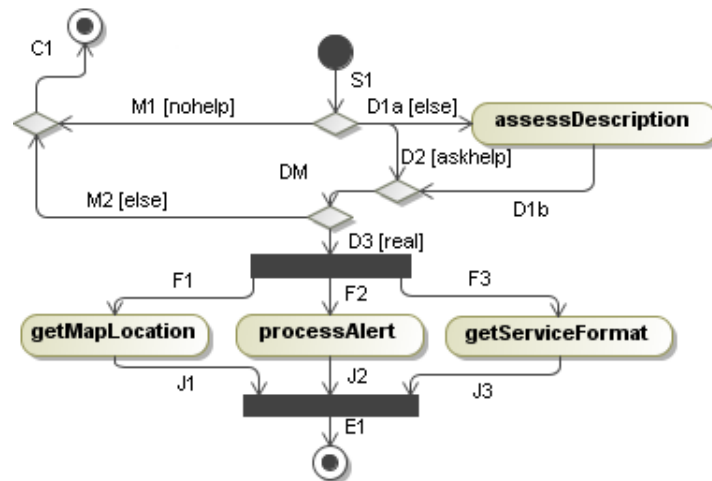 C1
S1
M1 [nohelp]
D1a [else]
assessDescription
D2 [askhelp]
DM
M2 [else]
D1b
D3 [real]
F1
F2
F3
getMapLocation
processAlert
getServiceFormat
J1
J2
J3
E1